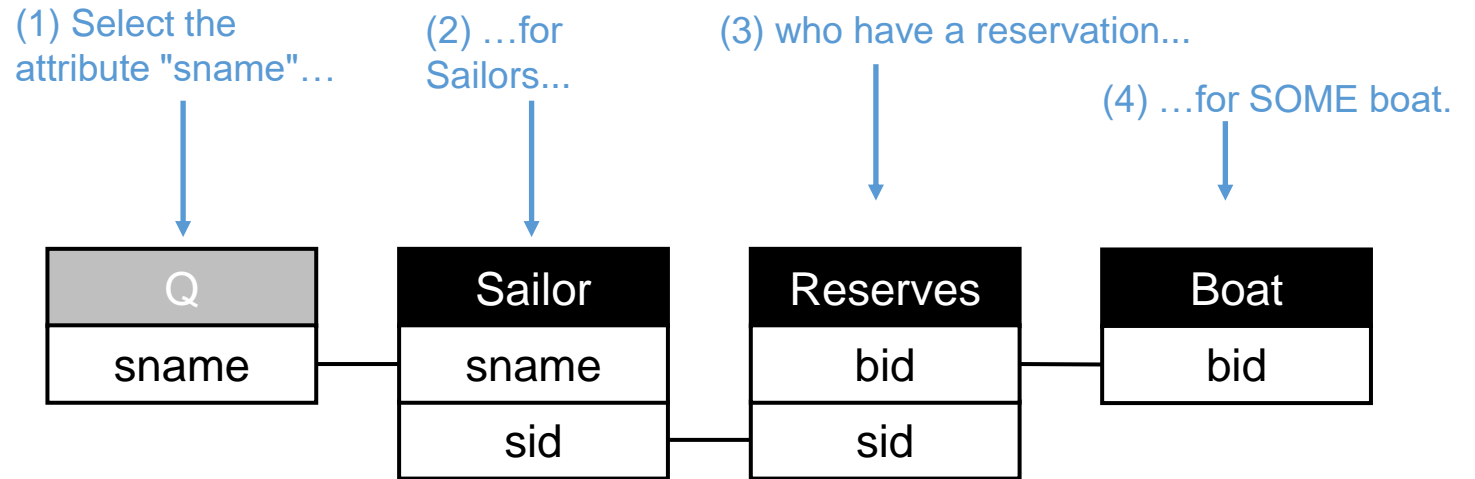 (1) Select the
attribute "sname"…
(2) …for
Sailors...
(3) who have a reservation...
(4) …for SOME boat.
Q
sname
Sailor
sname
sid
Reserves
bid
sid
Boat
bid